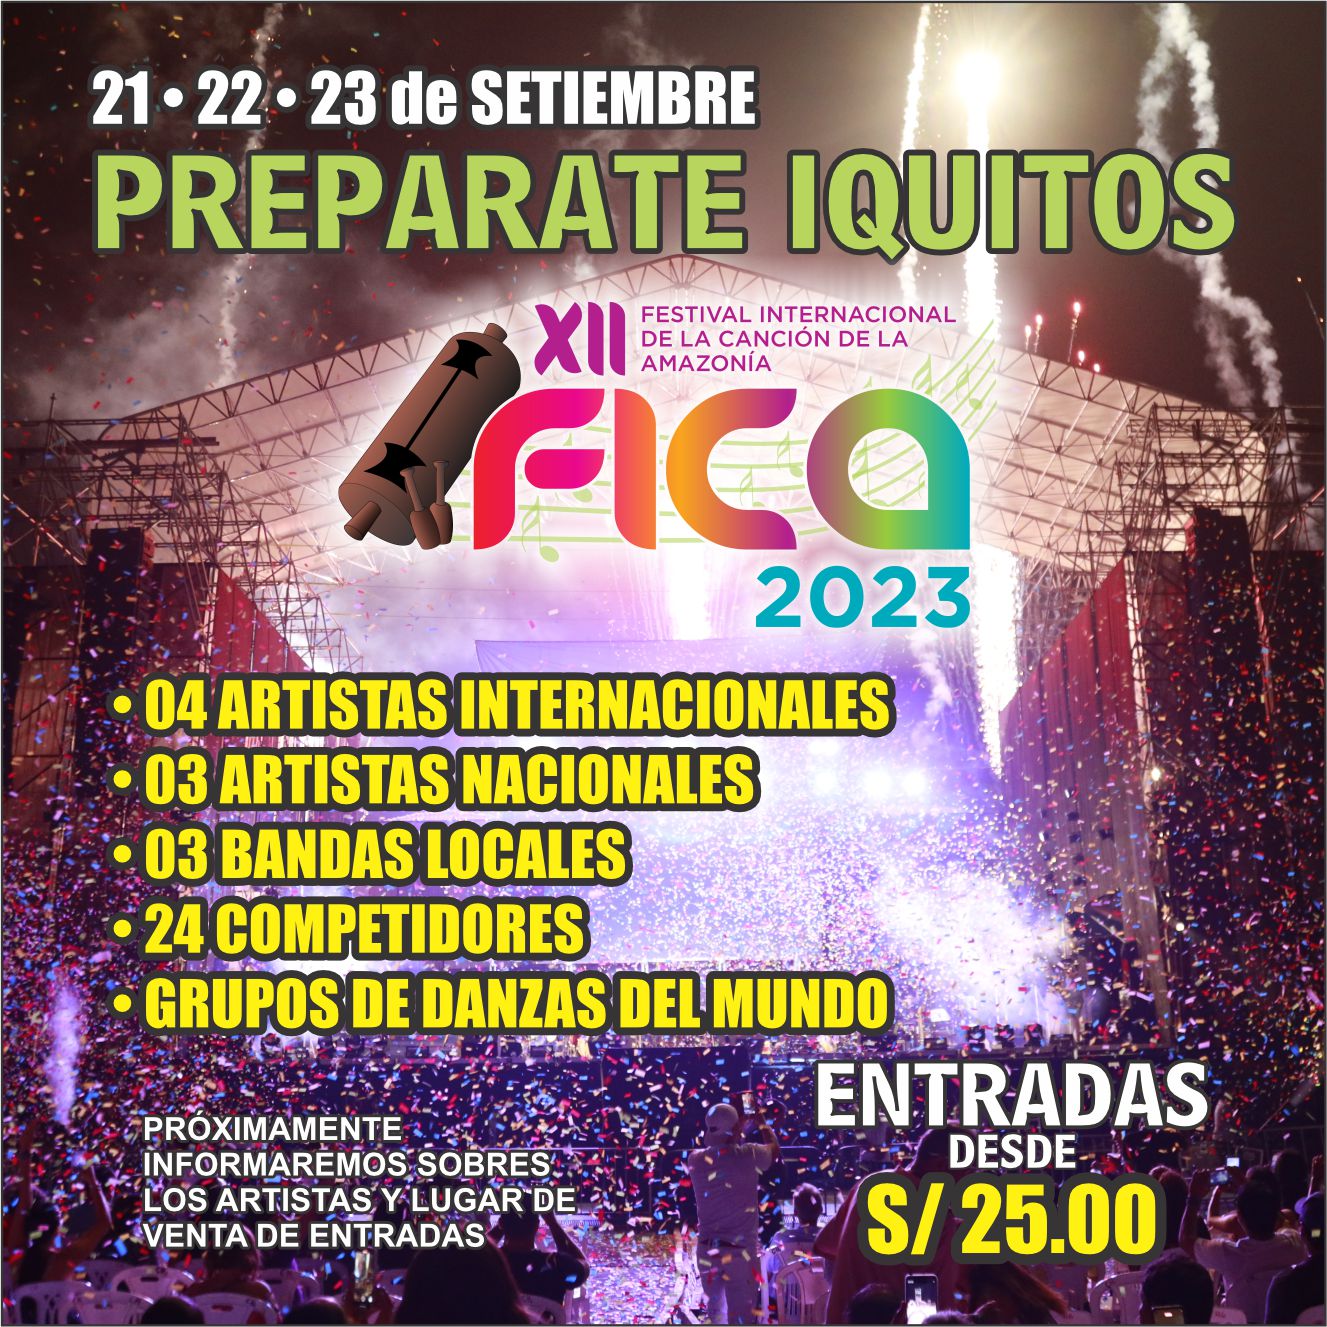 21 • 22 • 23 de SETIEMBRE
PREPARATE IQUITOS
XII FESTIVAL INTERNACIONAL
DE LA CANCIÓN DE LA
AMAZONÍA
FICA
2023
• 04 ARTISTAS INTERNACIONALES
• 03 ARTISTAS NACIONALES
• 03 BANDAS LOCALES
• 24 COMPETIDORES
• GRUPOS DE DANZAS DEL MUNDO
PRÓXIMAMENTE
INFORMAREMOS SOBRES
LOS ARTISTAS Y LUGAR DE
VENTA DE ENTRADAS
ENTRADAS
DESDE
S/ 25.00